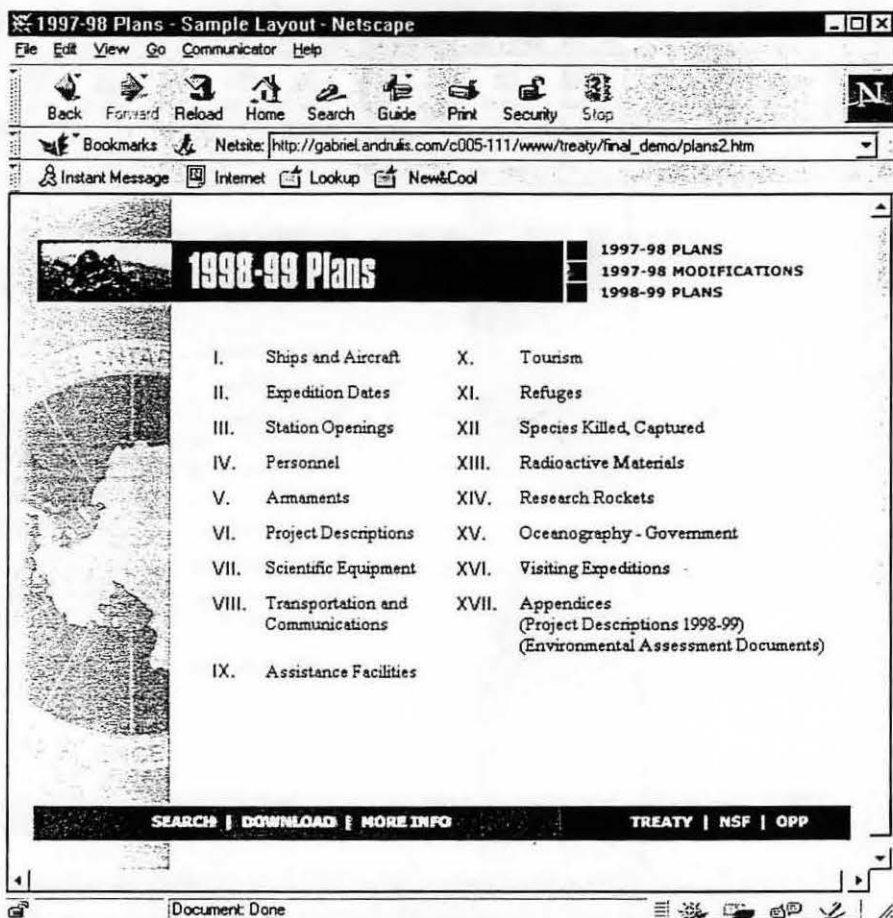 1997-98 Plans - Sample Layout - Netscape
File Edit View Go Communicator Help
Back Forward Reload Home Search Guide Print Security Stop
N
Bookmarks Netsite: http://gabriel.andrulis.com/c005-111/www/treaty/final_demo/plans2.htm
Instant Message Internet Lookup New&Cool
1998-99 Plans
1997-98 PLANS
1997-98 MODIFICATIONS
1998-99 PLANS
I. Ships and Aircraft
II. Expedition Dates
III. Station Openings
IV. Personnel
V. Armaments
VI. Project Descriptions
VII. Scientific Equipment
VIII. Transportation and
Communications
IX. Assistance Facilities
X. Tourism
XI. Refuges
XII Species Killed, Captured
XIII. Radioactive Materials
XIV. Research Rockets
XV. Oceanography - Government
XVI. Visiting Expeditions
XVII. Appendices
(Project Descriptions 1998-99)
(Environmental Assessment Documents)
SEARCH | DOWNLOAD | MORE INFO TREATY | NSF | OPP
Document: Done